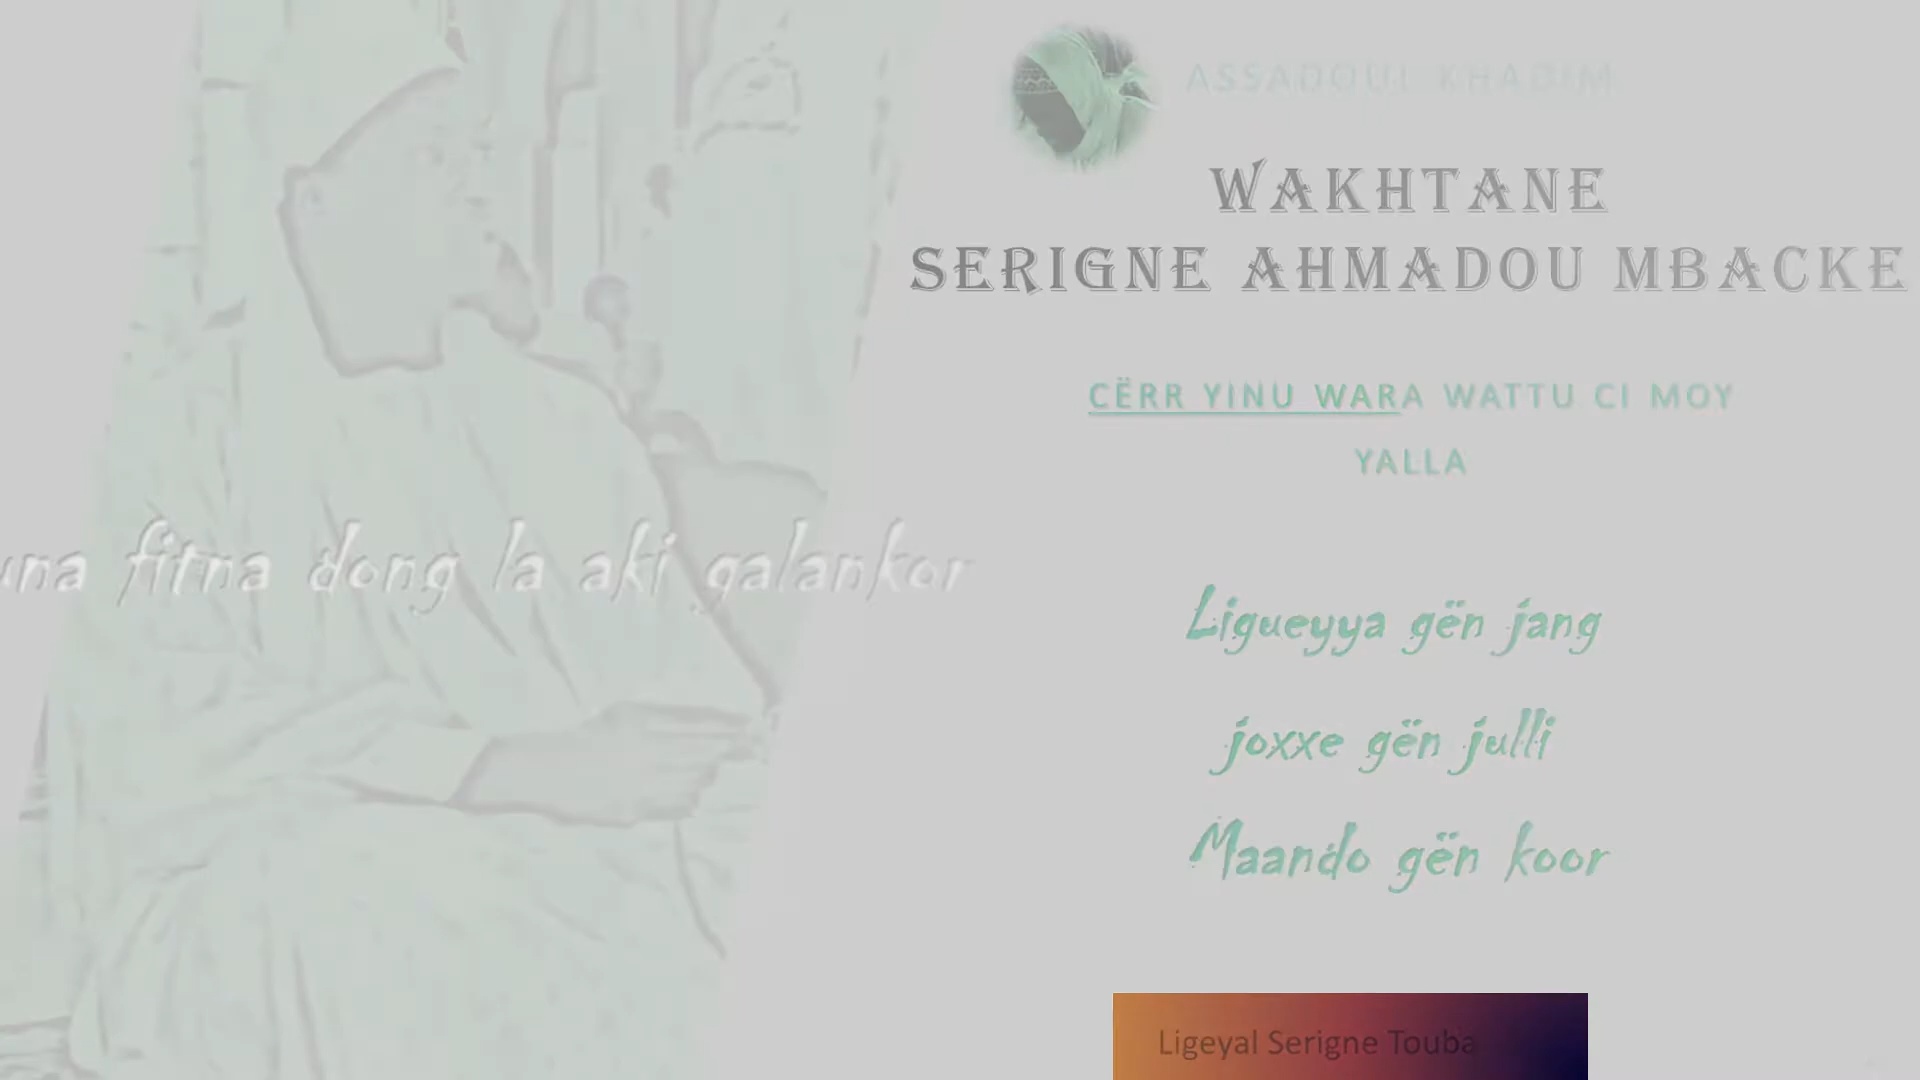 ASSADOUL KHADIM
WAKHTANE
SERIGNE AHMADOU MBACKE
CËRR YINU WARA WATTU CI MOY
YALLA
fitna dong la aki galankor
Ligueyya gën jang
joxxe gën julli
Maando gën koor
Ligeyal Serigne Touba